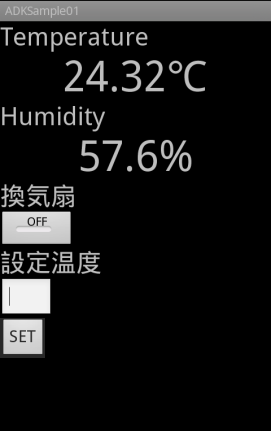 ADKSample01
Temperature
24.32℃
Humidity
57.6%
換気扇
OFF
設定温度
SET